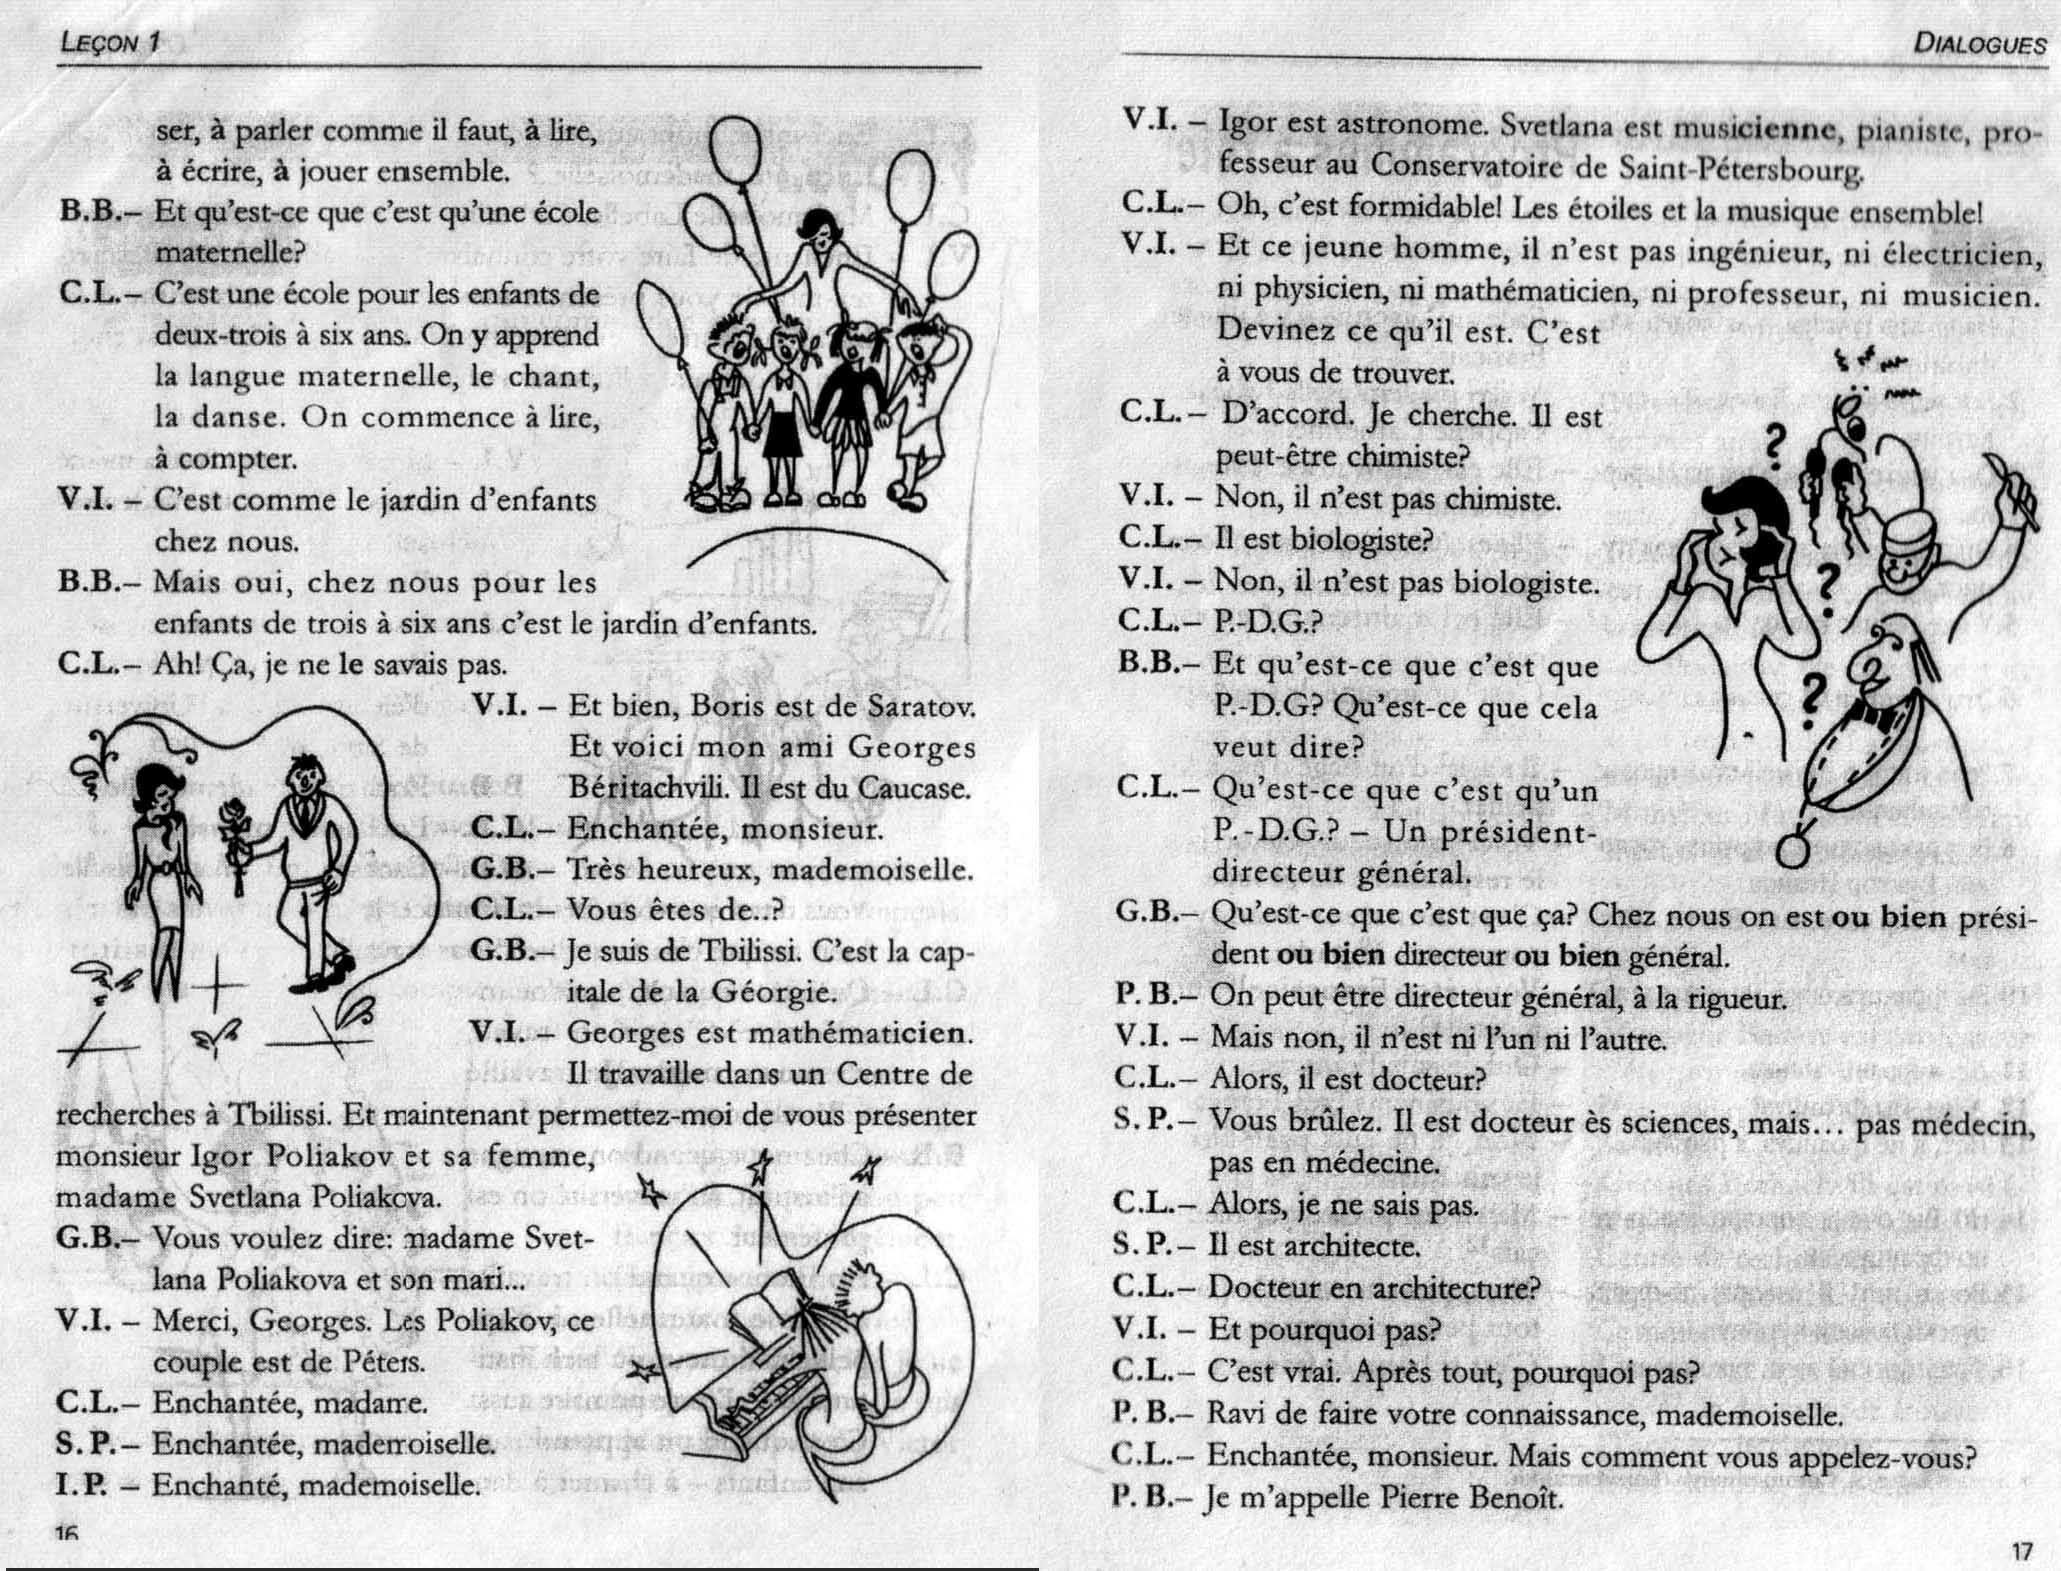 LEÇON 1
ser, à parler comme il faut, à lire,
à écrire, à jouer ensemble.
B.B.– Et qu'est-ce que c'est qu'une école
maternelle?
C.L.– C'est une école pour les enfants de
deux-trois à six ans. On y apprend
la langue maternelle, le chant,
la danse. On commence à lire,
à compter.
V.I. – C'est comme le jardin d'enfants
chez nous.
B.B.– Mais oui, chez nous pour les
enfants de trois à six ans c'est le jardin d'enfants.
C.L.– Ah! Ça, je ne le savais pas.
V.I. – Et bien, Boris est de Saratov.
Et voici mon ami Georges
Béritachvili. Il est du Caucase.
C.L.– Enchantée, monsieur.
G.B.– Très heureux, mademoiselle.
C.L.– Vous êtes de..?
G.B.– Je suis de Tbilissi. C'est la cap-
itale de la Géorgie.
V.I. – Georges est mathématicien.
Il travaille dans un Centre de
recherches à Tbilissi. Et maintenant permettez-moi de vous présenter
monsieur Igor Poliakov et sa femme,
madame Svetlana Poliakova.
G.B.– Vous voulez dire: madame Svet-
lana Poliakova et son mari...
V.I. – Merci, Georges. Les Poliakov, ce
couple est de Péters.
C.L.– Enchantée, madame.
S. P.– Enchantée, mademoiselle.
I.P. – Enchanté, mademoiselle.
16
DIALOGUES
V.I. – Igor est astronome. Svetlana est musicienne, pianiste, pro-
fesseur au Conservatoire de Saint-Pétersbourg.
C.L.– Oh, c'est formidable! Les étoiles et la musique ensemble!
V.I. – Et ce jeune homme, il n'est pas ingénieur, ni électricien,
ni physicien, ni mathématicien, ni professeur, ni musicien.
Devinez ce qu'il est. C'est
à vous de trouver.
C.L.– D'accord. Je cherche. Il est
peut-être chimiste?
V.I. – Non, il n'est pas chimiste.
C.L.– Il est biologiste?
V.I. – Non, il n'est pas biologiste.
C.L.– P.-D.G.?
B.B.– Et qu'est-ce que c'est que
P.-D.G? Qu'est-ce que cela
veut dire?
C.L.– Qu'est-ce que c'est qu'un
P.-D.G.? – Un président-
directeur général.
G.B.– Qu'est-ce que c'est que ça? Chez nous on est ou bien prési-
dent ou bien directeur ou bien général.
P. B.– On peut être directeur général, à la rigueur.
V.I. – Mais non, il n'est ni l'un ni l'autre.
C.L.– Alors, il est docteur?
S. P.– Vous brûlez. Il est docteur ès sciences, mais... pas médecin,
pas en médecine.
C.L.– Alors, je ne sais pas.
S. P.– Il est architecte.
C.L.– Docteur en architecture?
V.I. – Et pourquoi pas?
C.L.– C'est vrai. Après tout, pourquoi pas?
P. B.– Ravi de faire votre connaissance, mademoiselle.
C.L.– Enchantée, monsieur. Mais comment vous appelez-vous?
P. B.– Je m'appelle Pierre Benoît.
17
? ? ?